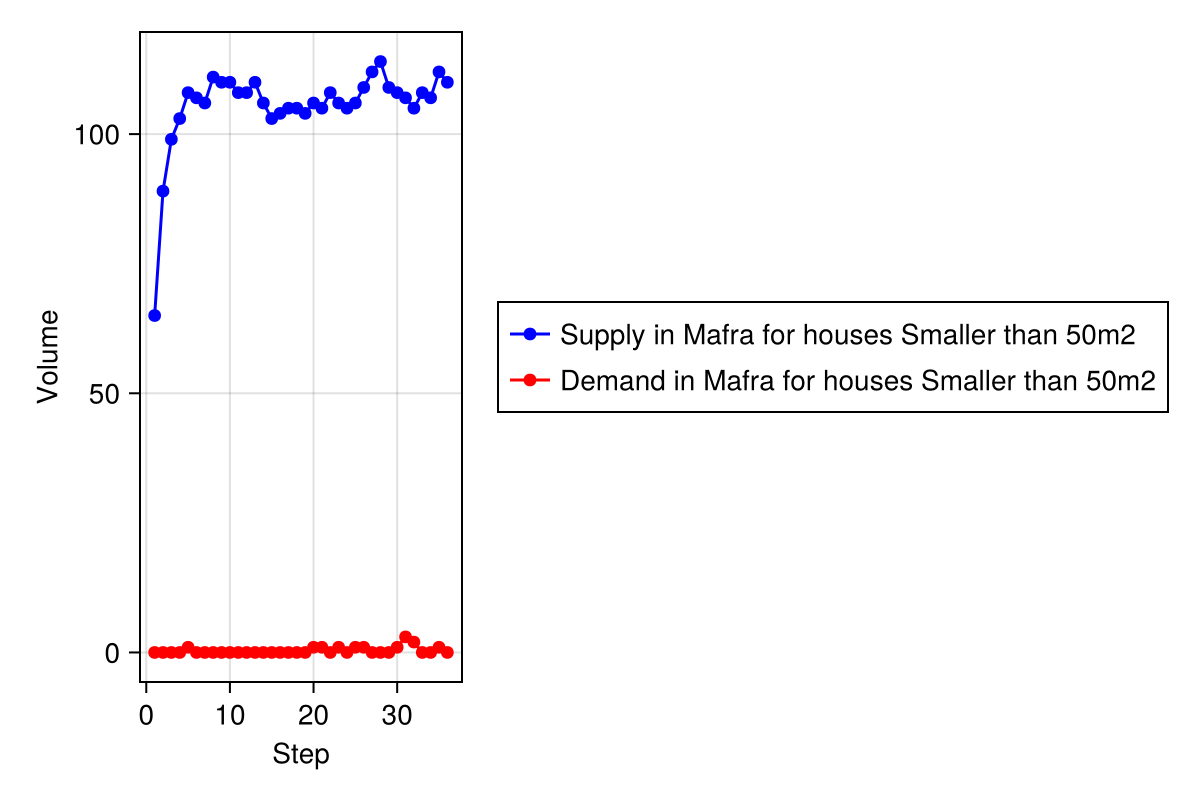 Volume
100
50
0
0 10 20 30
Step
Supply in Mafra for houses Smaller than 50m2
Demand in Mafra for houses Smaller than 50m2